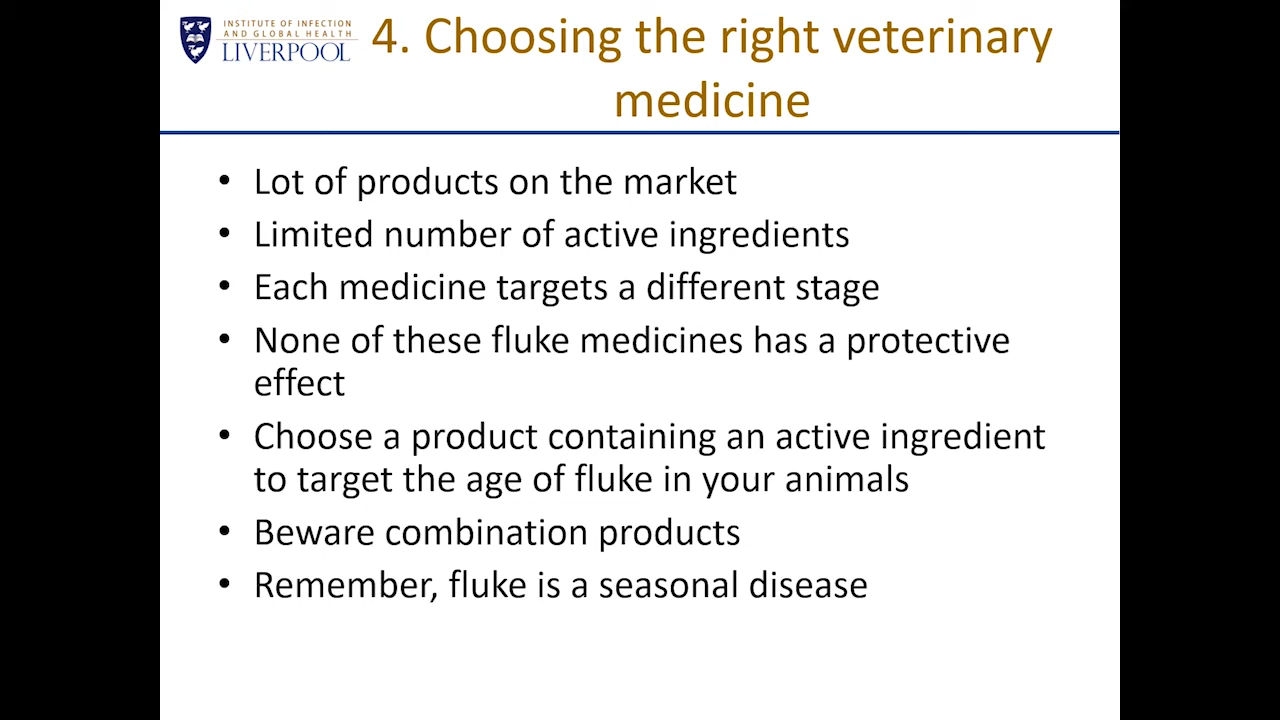 INSTITUTE OF INFECTION
AND GLOBAL HEALTH
LIVERPOOL
4. Choosing the right veterinary
medicine
• Lot of products on the market
• Limited number of active ingredients
• Each medicine targets a different stage
• None of these fluke medicines has a protective
effect
• Choose a product containing an active ingredient
to target the age of fluke in your animals
• Beware combination products
• Remember, fluke is a seasonal disease